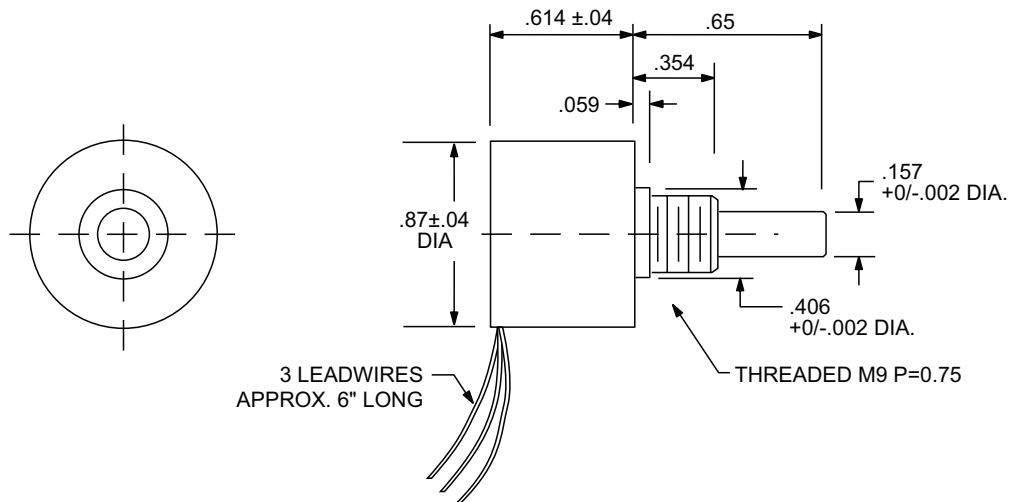 .614 ±.04
.65
.354
.059
.157
+0/-.002 DIA.
.87±.04
DIA
.406
+0/-.002 DIA.
3 LEADWIRES
APPROX. 6" LONG
THREADED M9 P=0.75